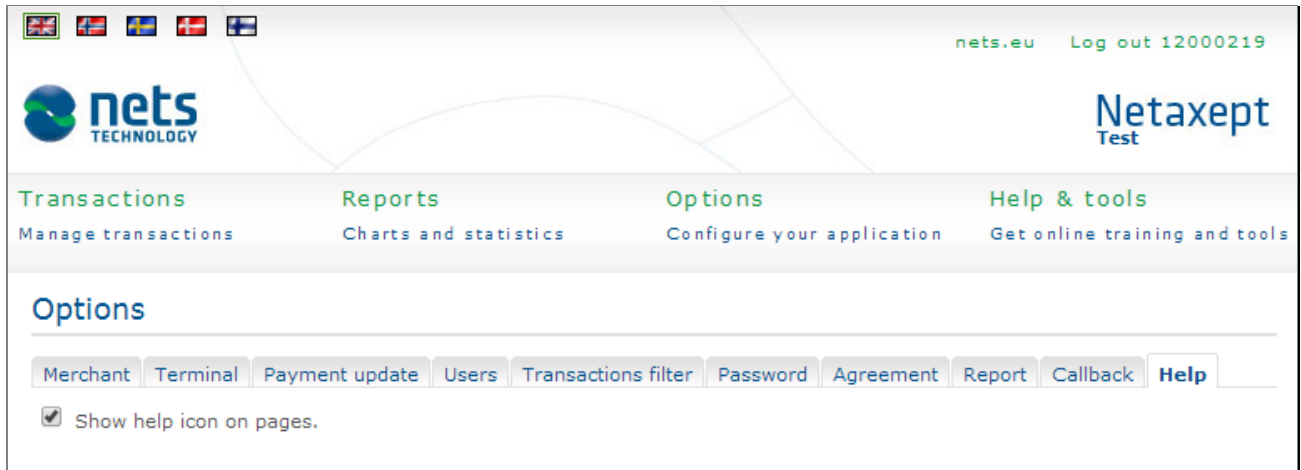 nets.eu Log out 12000219
nets
TECHNOLOGY
Netaxept
Test
Transactions Reports Options Help & tools
Manage transactions Charts and statistics Configure your application Get online training and tools
Options
Merchant Terminal Payment update Users Transactions filter Password Agreement Report Callback Help
Show help icon on pages.